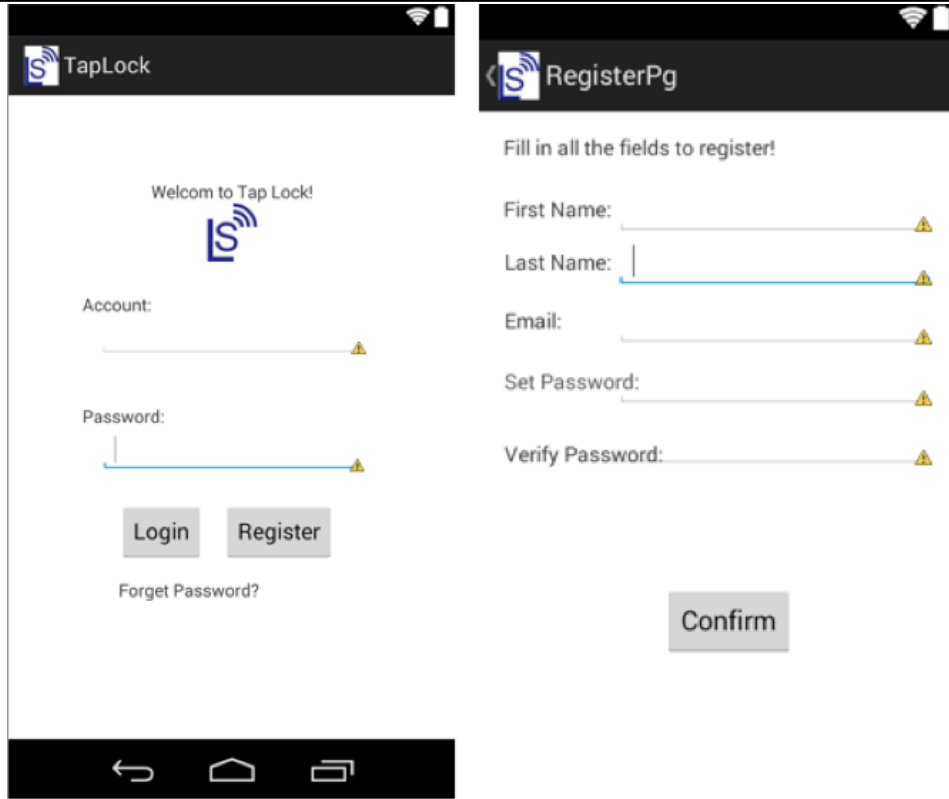 TapLock
Welcom to Tap Lock!
LS
Account:
Password:
Login Register
Forget Password?
RegisterPg
Fill in all the fields to register!
First Name:
Last Name:
Email:
Set Password:
Verify Password:
Confirm